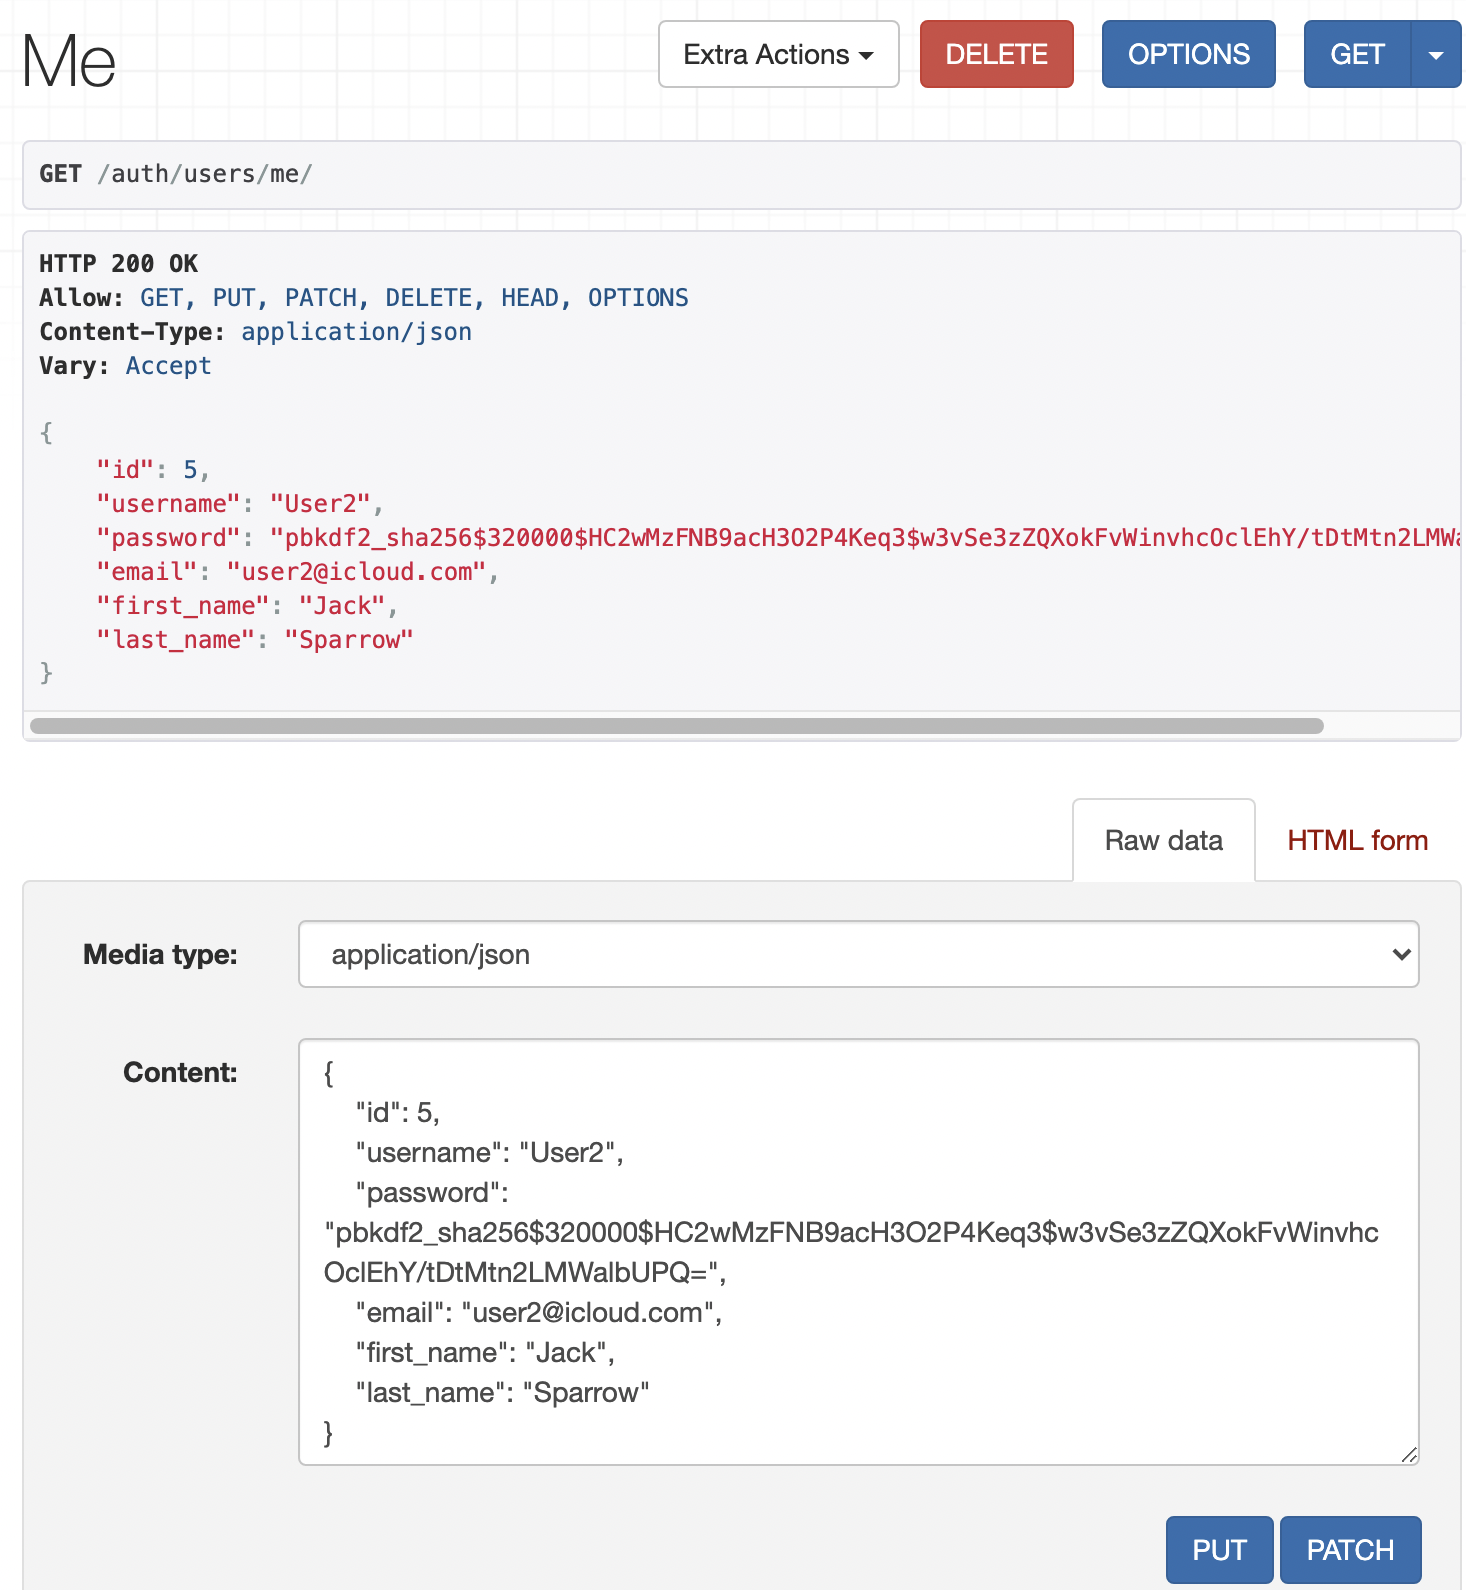 Me
Extra Actions
DELETE
OPTIONS
GET
GET /auth/users/me/
HTTP 200 OK
Allow: GET, PUT, PATCH, DELETE, HEAD, OPTIONS
Content-Type: application/json
Vary: Accept
{
"id": 5,
"username": "User2",
"password": "pbkdf2_sha256$320000$HC2wMzFNB9acH3O2P4Keq3$w3vSe3zZQXokFvWinvhcOclEhY/tDtMtn2LMWa
"email": "user2@icloud.com",
"first_name": "Jack",
"last_name": "Sparrow"
}
Raw data
HTML form
Media type:
application/json
Content:
{
"id": 5,
"username": "User2",
"password":
"pbkdf2_sha256$320000$HC2wMzFNB9acH3O2P4Keq3$w3vSe3zZQXokFvWinvhc
OclEhY/tDtMtn2LMWalbUPQ=",
"email": "user2@icloud.com",
"first_name": "Jack",
"last_name": "Sparrow"
}
PUT
PATCH